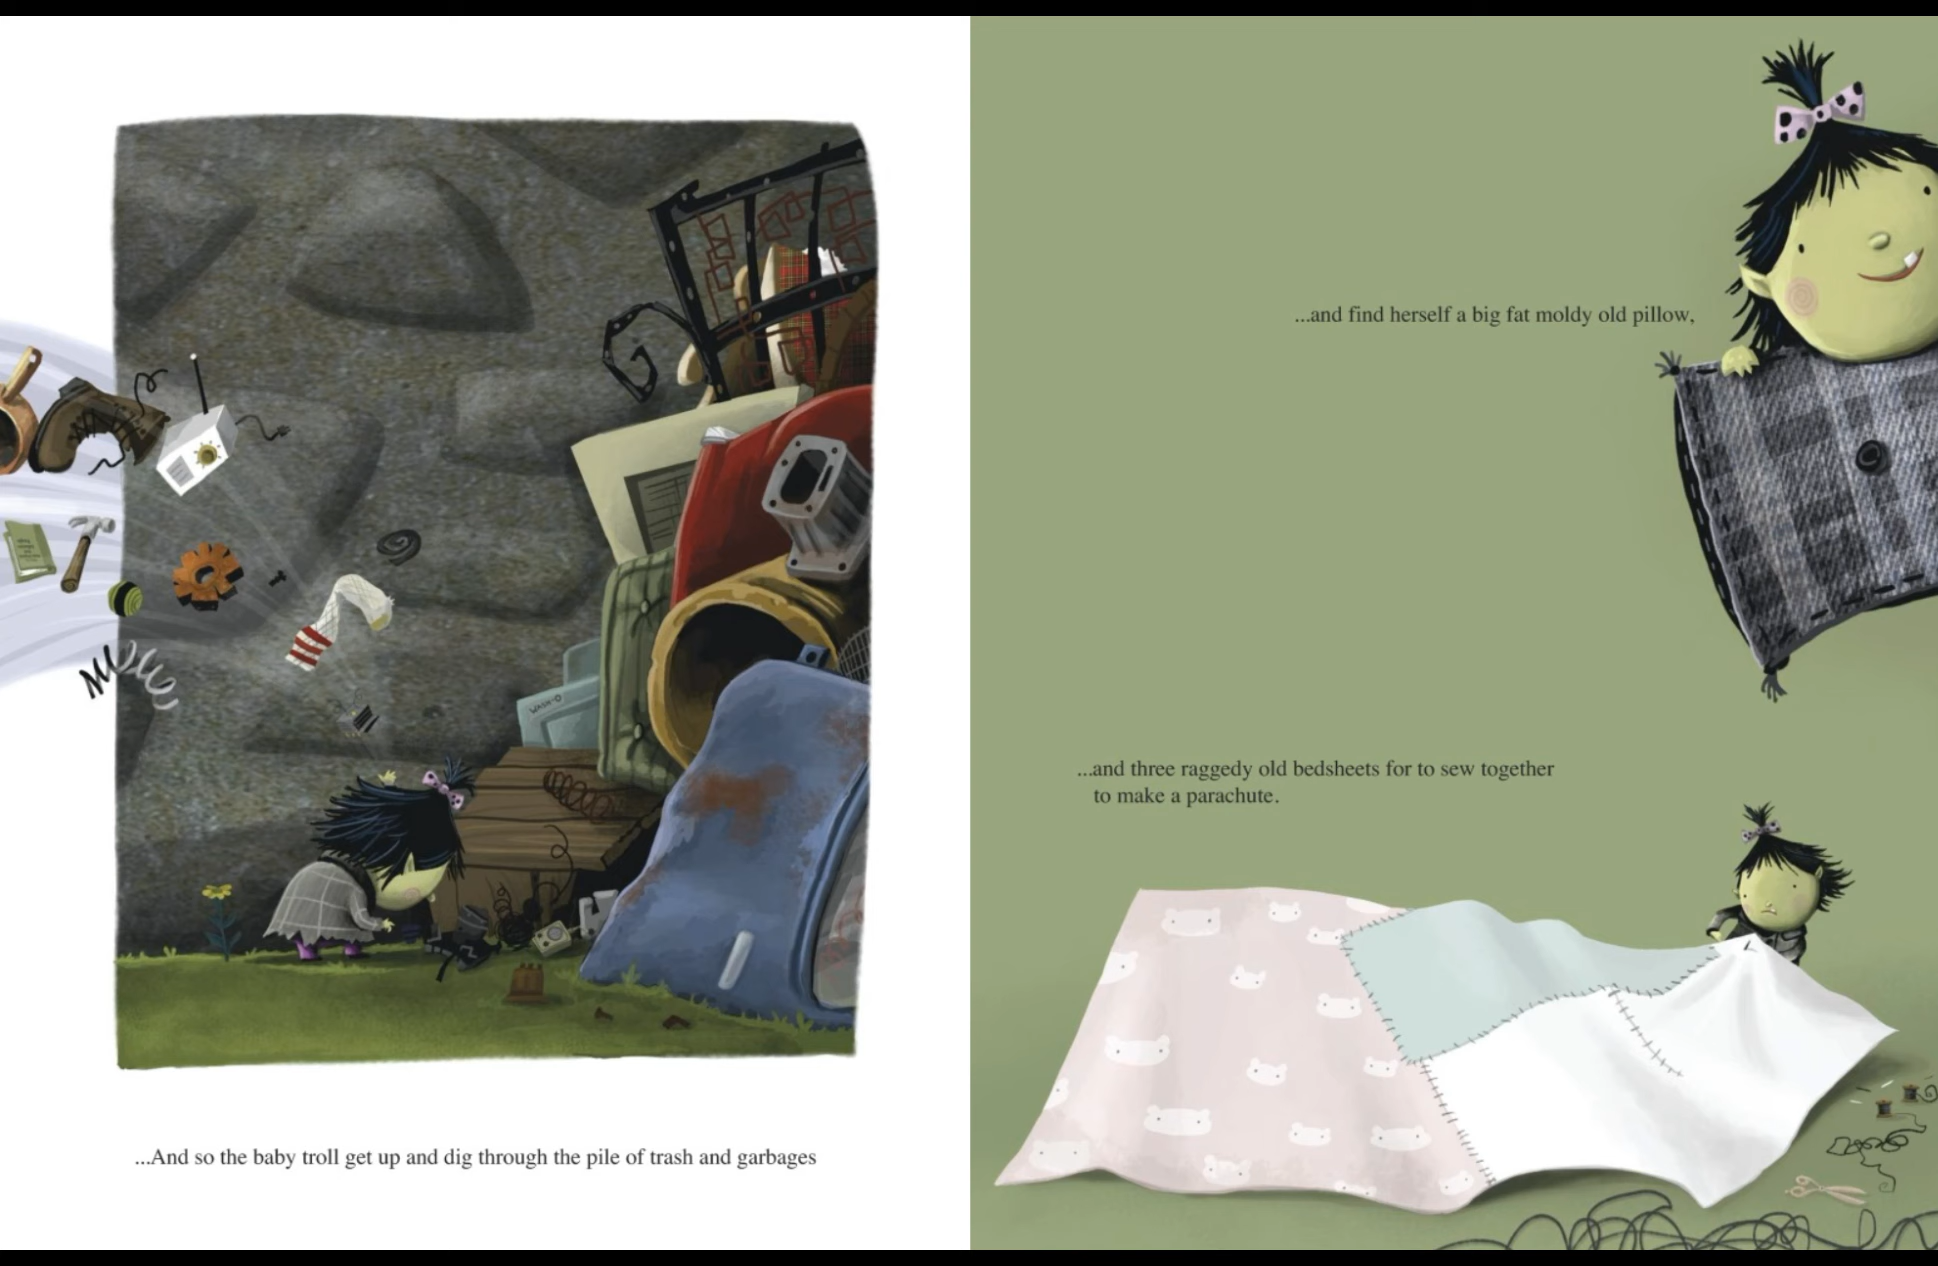 WASH-O
...And so the baby troll get up and dig through the pile of trash and garbages
...and find herself a big fat moldy old pillow,
...and three raggedy old bedsheets for to sew together
to make a parachute.